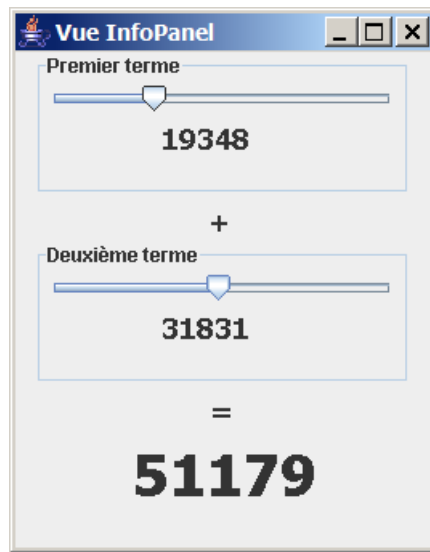 Vue InfoPanel
Premier terme
19348
+
Deuxième terme
31831
=
51179